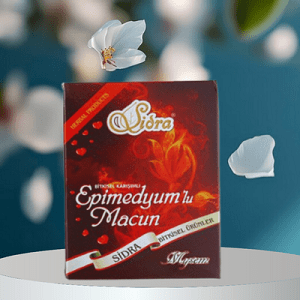 HERBAL PRODUCTS
Sidra
BİTKİSEL KARIŞIMLI
Epimedyum'lu
Macun
SİDRA
BİTKİSEL ÜRÜNLER